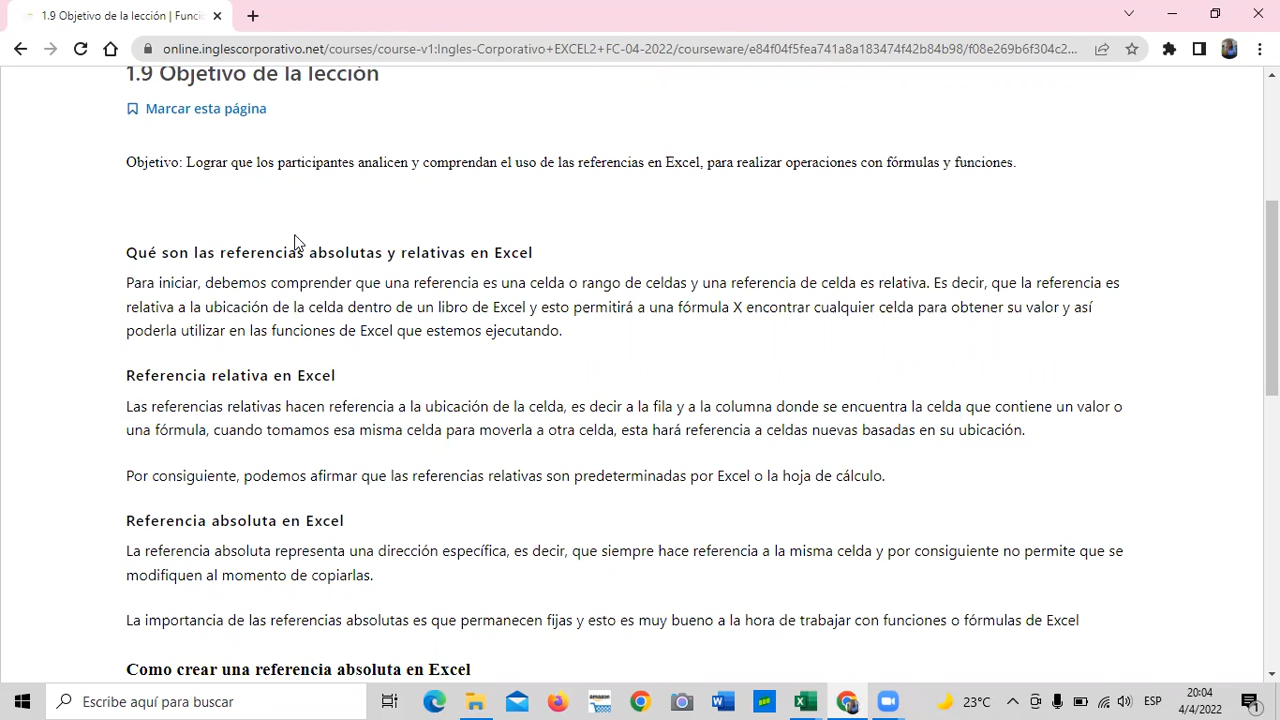 1.9 Objetivo de la lección | Funci
online.inglescorporativo.net/courses/course-v1:Ingles-Corporativo+EXCEL2+FC-04-2022/courseware/e84f04f5fea741a8a183474f42b84b98/f08e269b6f304c2...
1.9 Objetivo de la lección
Marcar esta página
Objetivo: Lograr que los participantes analicen y comprendan el uso de las referencias en Excel, para realizar operaciones con fórmulas y funciones.
Qué son las referencias absolutas y relativas en Excel
Para iniciar, debemos comprender que una referencia es una celda o rango de celdas y una referencia de celda es relativa. Es decir, que la referencia es
relativa a la ubicación de la celda dentro de un libro de Excel y esto permitirá a una fórmula X encontrar cualquier celda para obtener su valor y así
poderla utilizar en las funciones de Excel que estemos ejecutando.
Referencia relativa en Excel
Las referencias relativas hacen referencia a la ubicación de la celda, es decir a la fila y a la columna donde se encuentra la celda que contiene un valor o
una fórmula, cuando tomamos esa misma celda para moverla a otra celda, esta hará referencia a celdas nuevas basadas en su ubicación.
Por consiguiente, podemos afirmar que las referencias relativas son predeterminadas por Excel o la hoja de cálculo.
Referencia absoluta en Excel
La referencia absoluta representa una dirección específica, es decir, que siempre hace referencia a la misma celda y por consiguiente no permite que se
modifiquen al momento de copiarlas.
La importancia de las referencias absolutas es que permanecen fijas y esto es muy bueno a la hora de trabajar con funciones o fórmulas de Excel
Como crear una referencia absoluta en Excel
Escribe aquí para buscar
amazon
23°C
ESP
20:04
4/4/2022